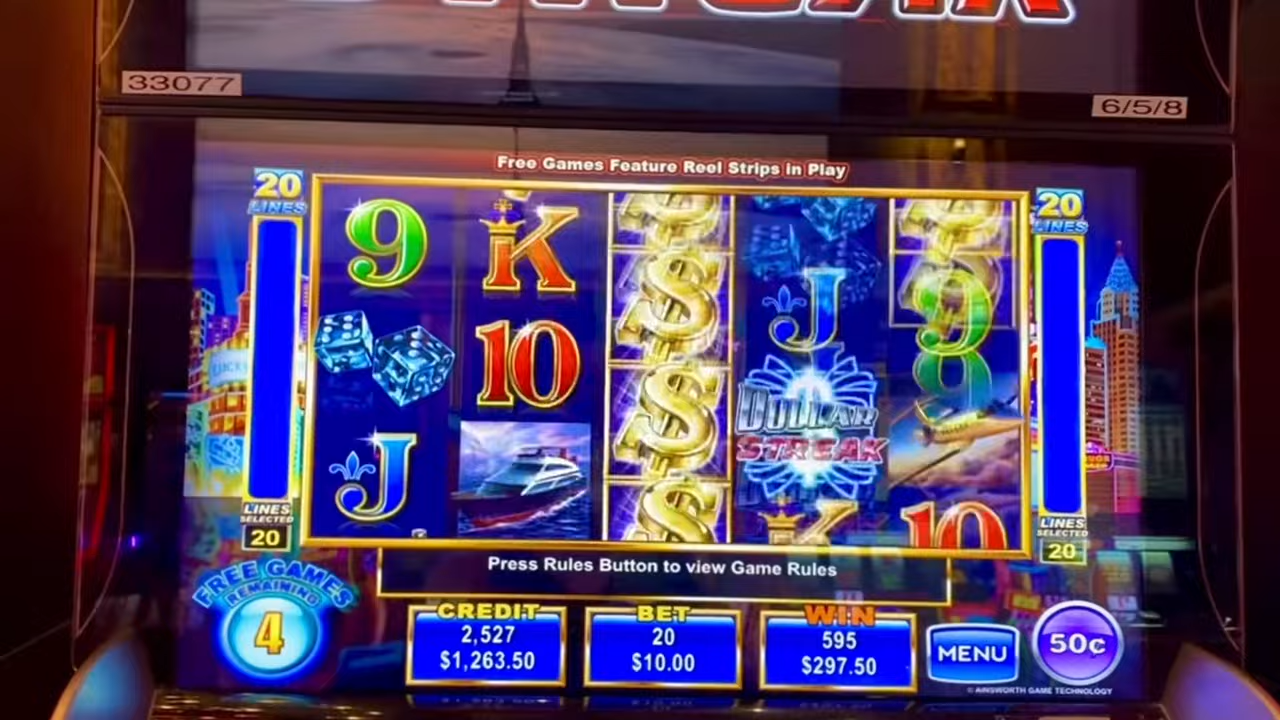 33077
6/5/8
Free Games Feature Reel Strips in Play
20
LINES
20
LINES
9
K
9
J
10
DOLLAR
STREAK
J
K
10
LINES
SELECTED
20
LINES
SELECTED
20
Press Rules Button to view Game Rules
FREE GAMES
REMAINING
4
CREDIT
2,527
$1,263.50
BET
20
$10.00
WIN
595
$297.50
MENU
50¢
© AINSWORTH GAME TECHNOLOGY